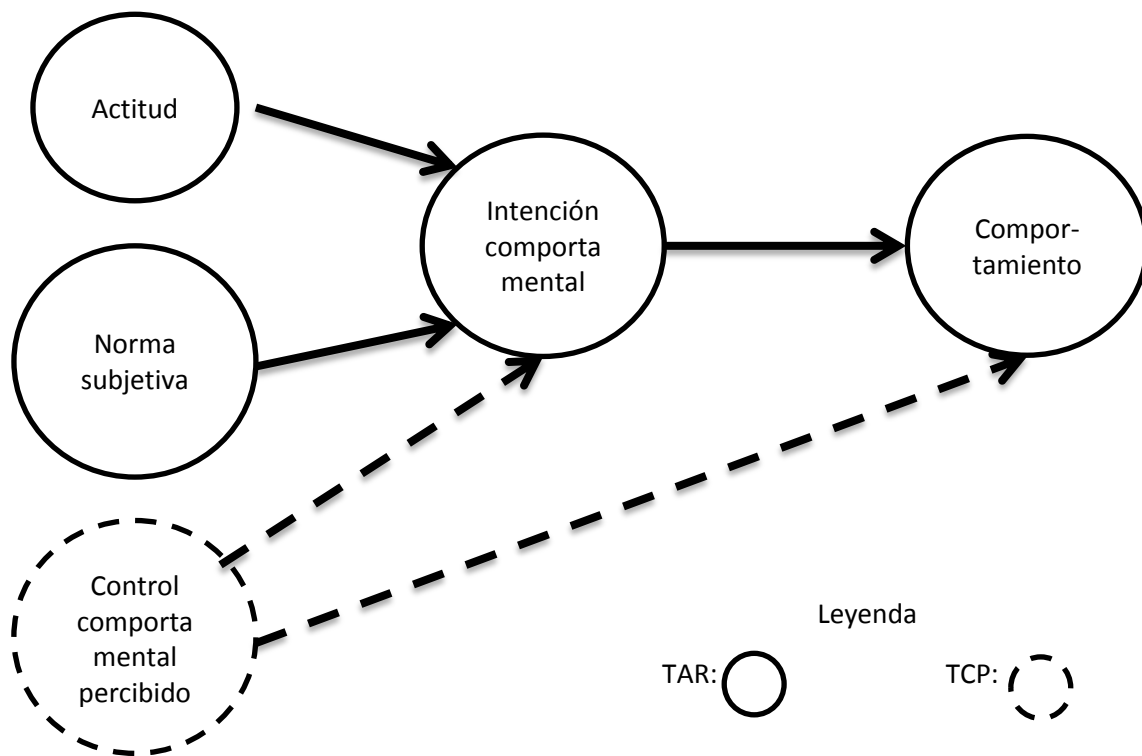 Actitud
Norma
subjetiva
Control
comporta
mental
percibido
Intención
comporta
mental
Compor-
tamiento
Leyenda
TAR:
TCP: